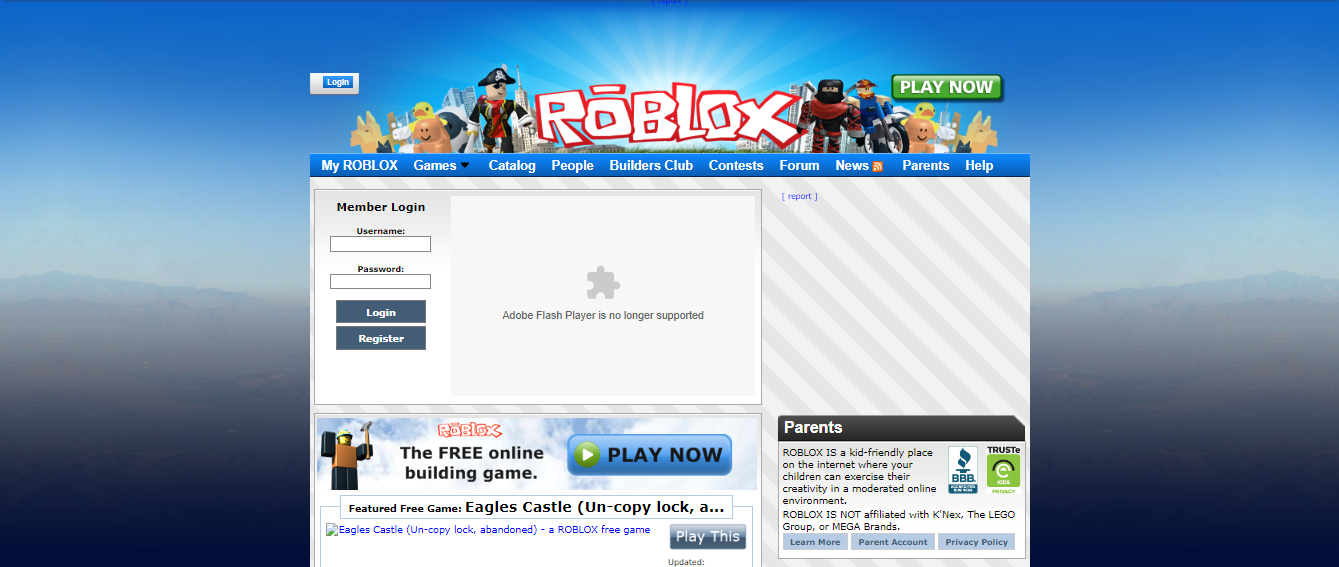 [ report ]
Login
ROBLOX
PLAY NOW
My ROBLOX Games Catalog People Builders Club Contests Forum News Parents Help
Member Login
Username:
Password:
Login
Register
Adobe Flash Player is no longer supported
[ report ]
ROBLOX
The FREE online
building game.
PLAY NOW
Featured Free Game: Eagles Castle (Un-copy lock, a...
Eagles Castle (Un-copy lock, abandoned) - a ROBLOX free game
Play This
Updated:
Parents
ROBLOX IS a kid-friendly place
on the internet where your
children can exercise their
creativity in a moderated online
environment.
BBB
ACCREDITED
BUSINESS
TRUSTe
KIDS
PRIVACY
ROBLOX IS NOT affiliated with K'Nex, The LEGO
Group, or MEGA Brands.
Learn More Parent Account Privacy Policy